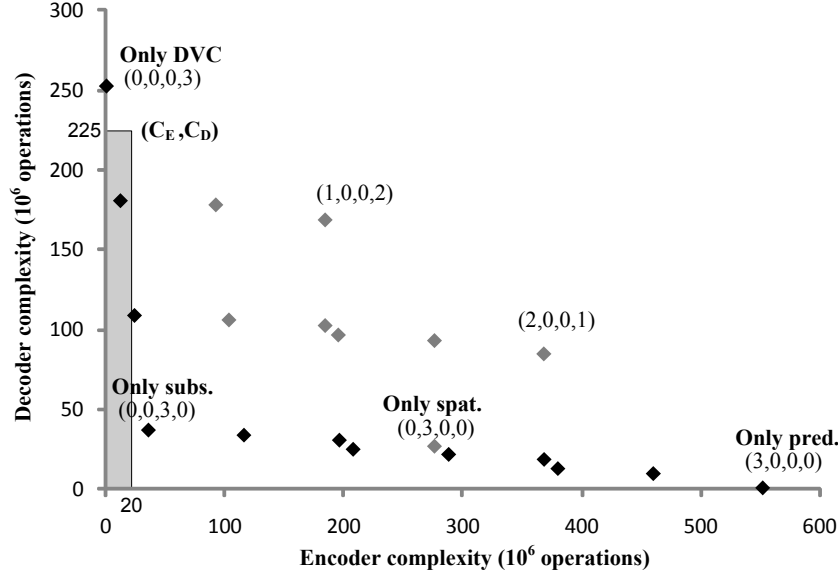 300
Only DVC
(0,0,0,3)
250
225
(C_E ,C_D)
200
(1,0,0,2)
150
100
(2,0,0,1)
Only subs.
(0,0,3,0)
50
Only spat.
(0,3,0,0)
Only pred.
(3,0,0,0)
0
0 20 100 200 300 400 500 600
Decoder complexity (10⁶ operations)
Encoder complexity (10⁶ operations)